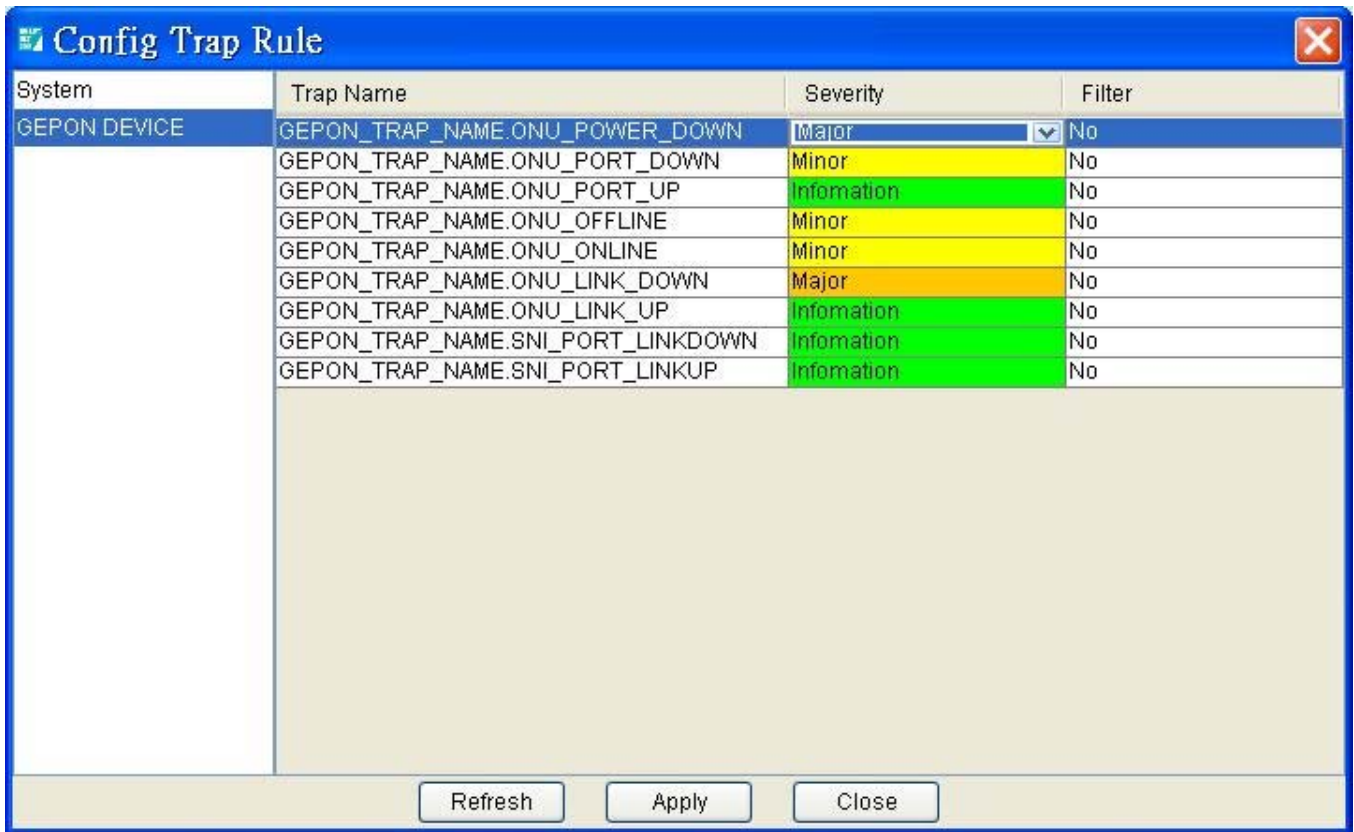 Config Trap Rule
System
GEPON DEVICE
Trap Name Severity Filter
GEPON_TRAP_NAME.ONU_POWER_DOWN Major No
GEPON_TRAP_NAME.ONU_PORT_DOWN Minor No
GEPON_TRAP_NAME.ONU_PORT_UP Infomation No
GEPON_TRAP_NAME.ONU_OFFLINE Minor No
GEPON_TRAP_NAME.ONU_ONLINE Minor No
GEPON_TRAP_NAME.ONU_LINK_DOWN Major No
GEPON_TRAP_NAME.ONU_LINK_UP Infomation No
GEPON_TRAP_NAME.SNI_PORT_LINKDOWN Infomation No
GEPON_TRAP_NAME.SNI_PORT_LINKUP Infomation No
Refresh Apply Close